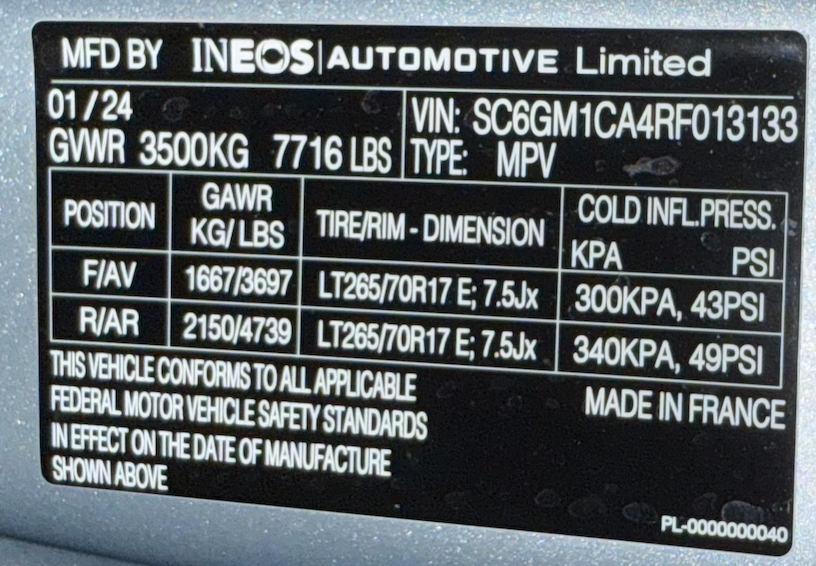 MFD BY INEOS|AUTOMOTIVE Limited
01/24
GVWR 3500KG 7716 LBS
VIN: SC6GM1CA4RF013133
TYPE: MPV
POSITION GAWR KG/LBS TIRE/RIM - DIMENSION COLD INFL.PRESS. KPA PSI
F/AV 1667/3697 LT265/70R17 E; 7.5Jx 300KPA, 43PSI
R/AR 2150/4739 LT265/70R17 E; 7.5Jx 340KPA, 49PSI
THIS VEHICLE CONFORMS TO ALL APPLICABLE
FEDERAL MOTOR VEHICLE SAFETY STANDARDS
IN EFFECT ON THE DATE OF MANUFACTURE
SHOWN ABOVE
MADE IN FRANCE
PL-0000000040